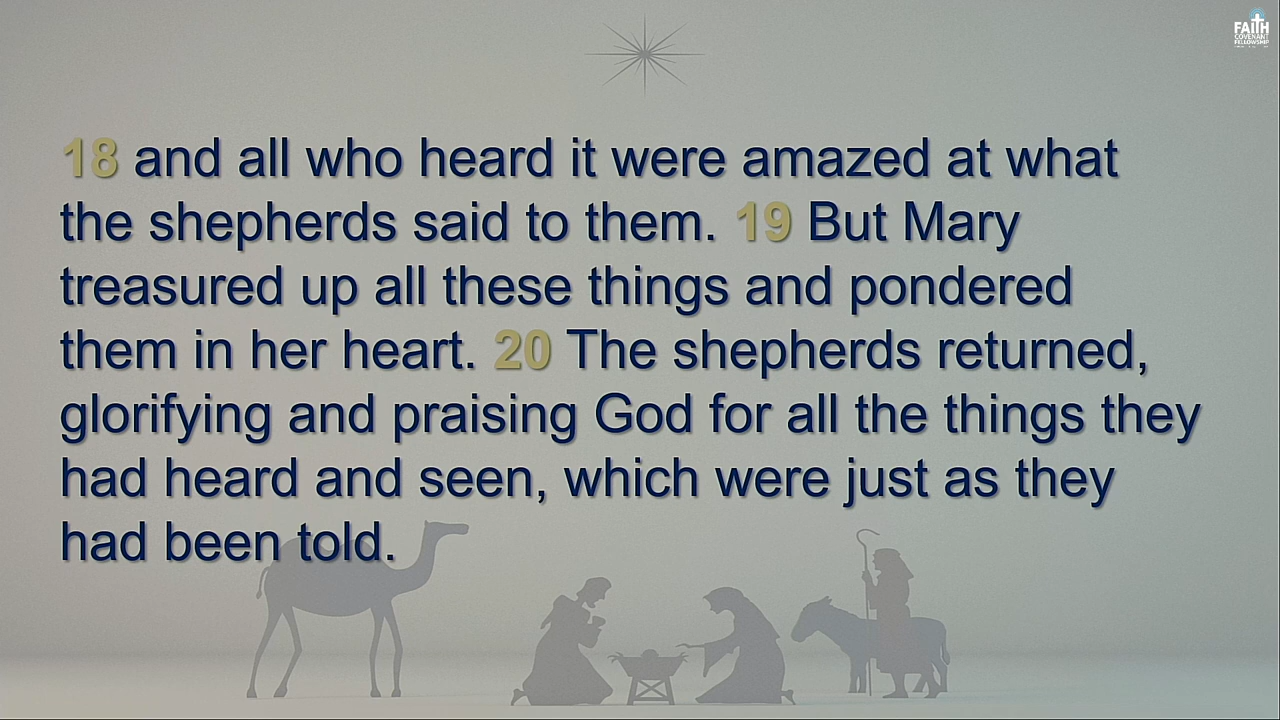 FAITH
COVENANT
FELLOWSHIP
18 and all who heard it were amazed at what
the shepherds said to them. 19 But Mary
treasured up all these things and pondered
them in her heart. 20 The shepherds returned,
glorifying and praising God for all the things they
had heard and seen, which were just as they
had been told.